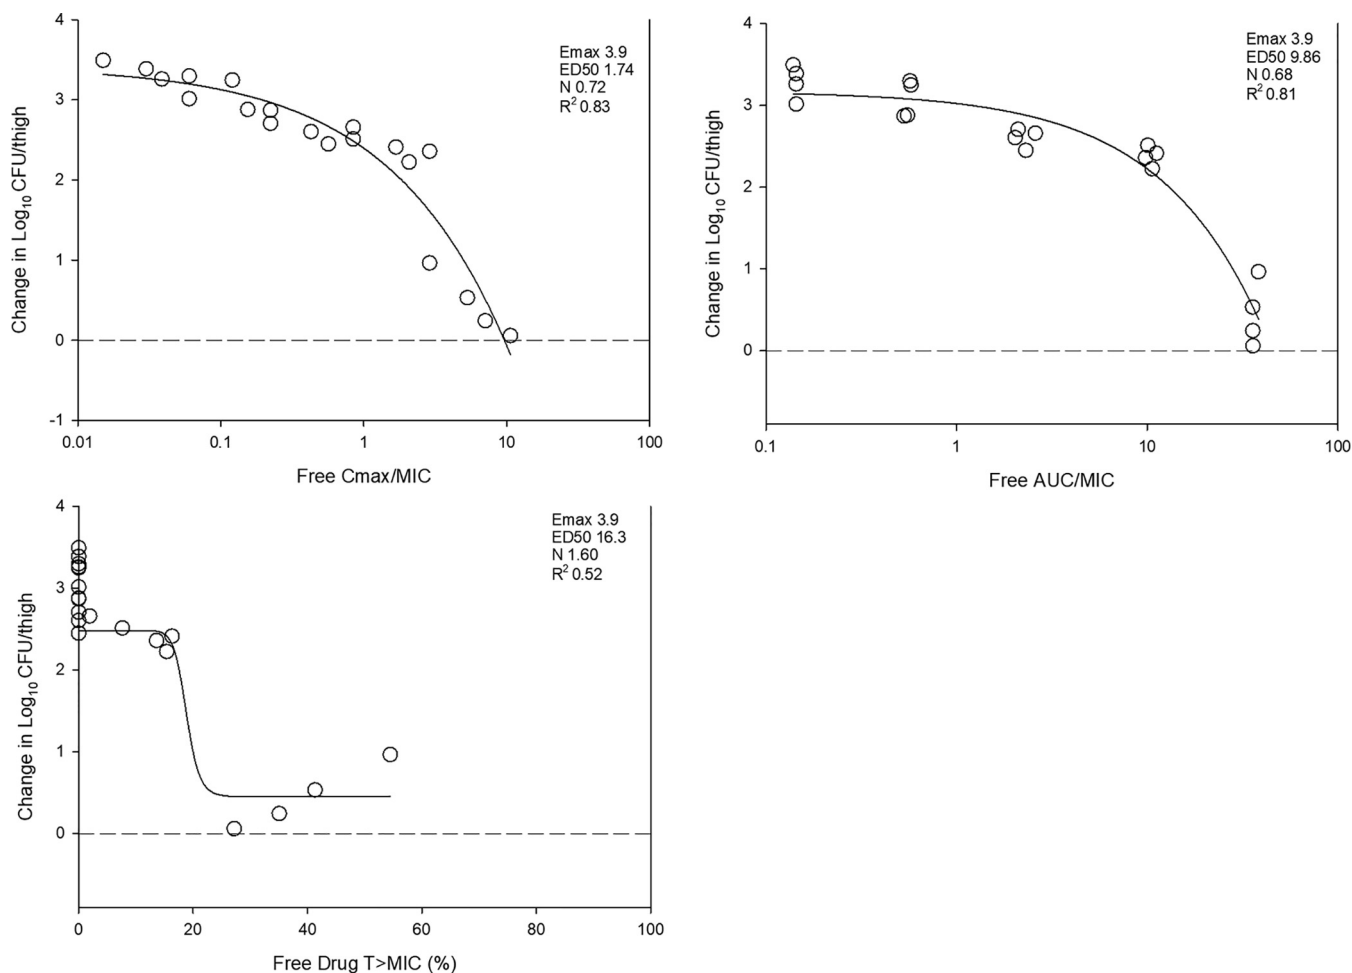 4
3
2
1
0
-1
Change in Log10 CFU/thigh
Emax 3.9
ED50 1.74
N 0.72
R2 0.83
0.01 0.1 1 10 100
Free Cmax/MIC
4
3
2
1
0
Change in Log10 CFU/thigh
Emax 3.9
ED50 9.86
N 0.68
R2 0.81
0.1 1 10 100
Free AUC/MIC
4
3
2
1
0
Change in Log10 CFU/thigh
Emax 3.9
ED50 16.3
N 1.60
R2 0.52
0 20 40 60 80 100
Free Drug T>MIC (%)